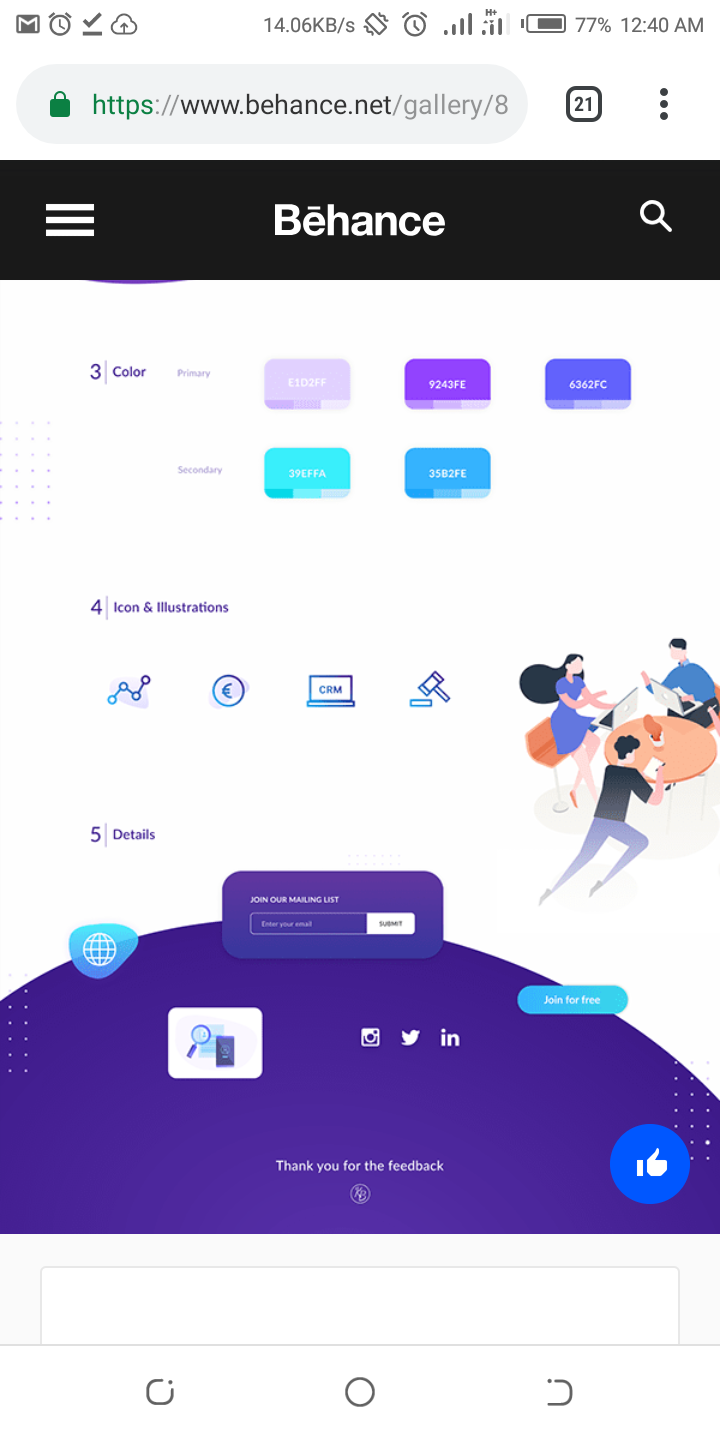 14.06KB/s H+ 77% 12:40 AM
https://www.behance.net/gallery/8 21
Bēhance
3 Color Primary E1D2FF 9243FE 6362FC
Secondary 39EFFA 35B2FE
4 Icon & Illustrations
€ CRM
5 Details
JOIN OUR MAILING LIST
Enter your email SUBMIT
Join for free
in
Thank you for the feedback